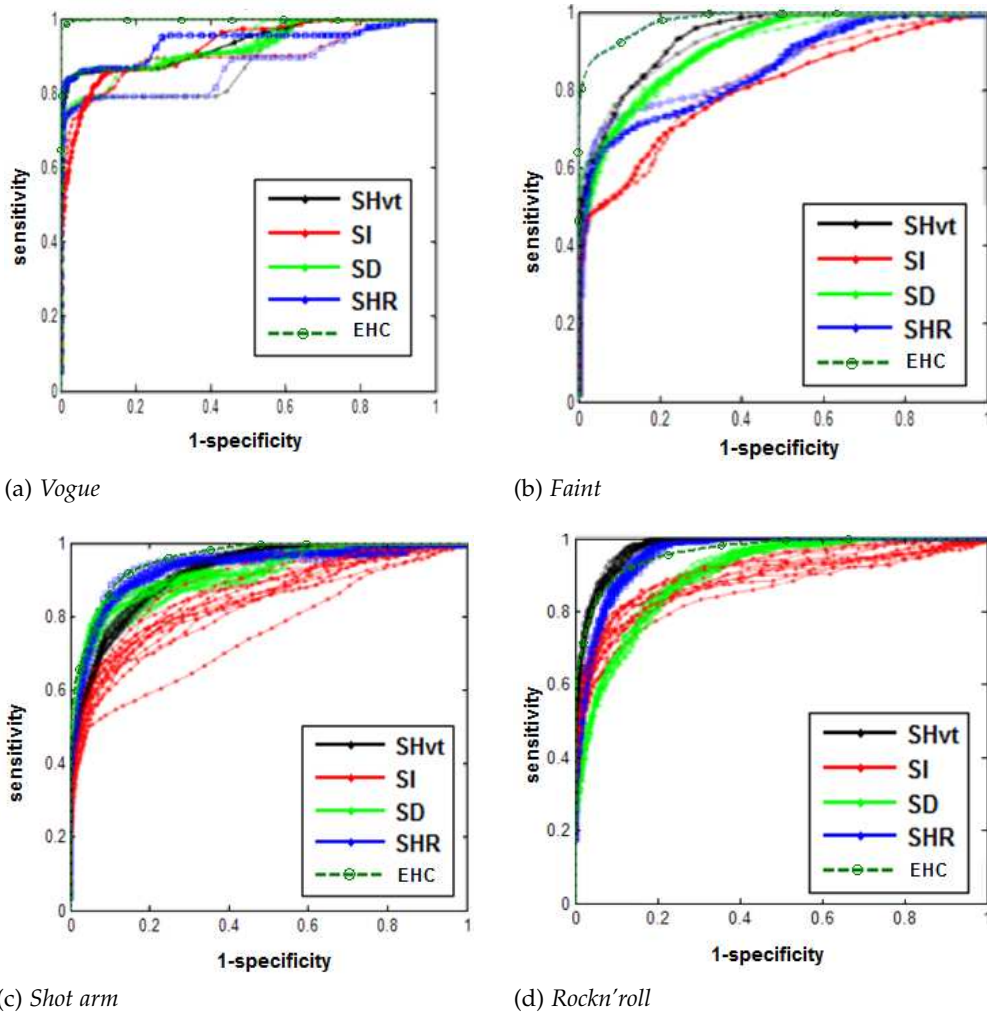 1
0.8
0.6
0.4
0.2
0
0 0.2 0.4 0.6 0.8 1
sensitivity
1-specificity
SHvt
SI
SD
SHR
EHC
(a) Vogue
1
0.8
0.6
0.4
0.2
0
0 0.2 0.4 0.6 0.8 1
sensitivity
1-specificity
SHvt
SI
SD
SHR
EHC
(b) Faint
1
0.8
0.6
0.4
0.2
0
0 0.2 0.4 0.6 0.8 1
sensitivity
1-specificity
SHvt
SI
SD
SHR
EHC
(c) Shot arm
1
0.8
0.6
0.4
0.2
0
0 0.2 0.4 0.6 0.8 1
sensitivity
1-specificity
SHvt
SI
SD
SHR
EHC
(d) Rockn'roll